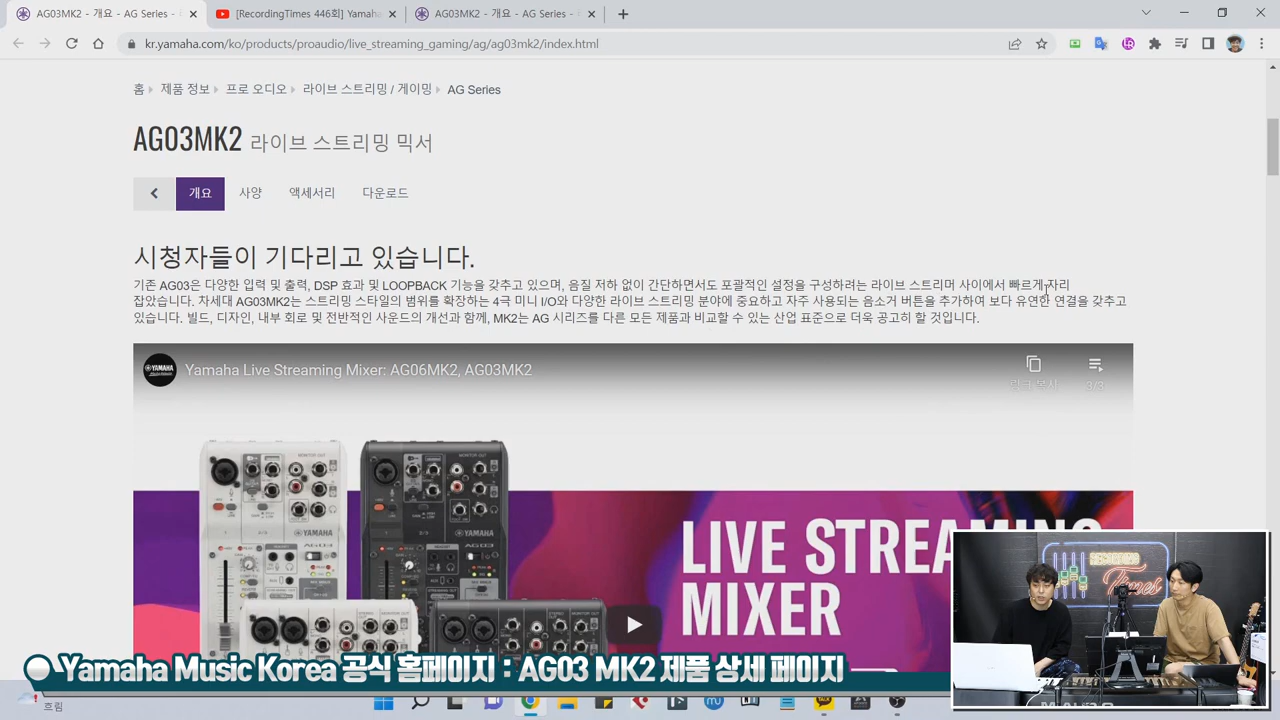 AG03MK2 - 개요 - AG Series -
[RecordingTimes 446회] Yamaha
AG03MK2 - 개요 - AG Series -
kr.yamaha.com/ko/products/proaudio/live_streaming_gaming/ag/ag03mk2/index.html
홈 제품 정보 프로 오디오 라이브 스트리밍 / 게이밍 AG Series
AG03MK2 라이브 스트리밍 믹서
개요 사양 액세서리 다운로드
시청자들이 기다리고 있습니다.
기존 AG03은 다양한 입력 및 출력, DSP 효과 및 LOOPBACK 기능을 갖추고 있으며, 음질 저하 없이 간단하면서도 포괄적인 설정을 구성하려는 라이브 스트리머 사이에서 빠르게 자리
잡았습니다. 차세대 AG03MK2는 스트리밍 스타일의 범위를 확장하는 4극 미니 I/O와 다양한 라이브 스트리밍 분야에 중요하고 자주 사용되는 음소거 버튼을 추가하여 보다 유연한 연결을 갖추고
있습니다. 빌드, 디자인, 내부 회로 및 전반적인 사운드의 개선과 함께, MK2는 AG 시리즈를 다른 모든 제품과 비교할 수 있는 산업 표준으로 더욱 공고히 할 것입니다.
YAMAHA
Yamaha Live Streaming Mixer: AG06MK2, AG03MK2
링크 복사
3/3
MONITOR OUT
MONITOR OUT
YAMAHA
YAMAHA
AG03
AG03
LIVE STREAMING
MIXER
RECORDING
Times
Yamaha Music Korea 공식 홈페이지 : AG03 MK2 제품 상세 페이지
흐림